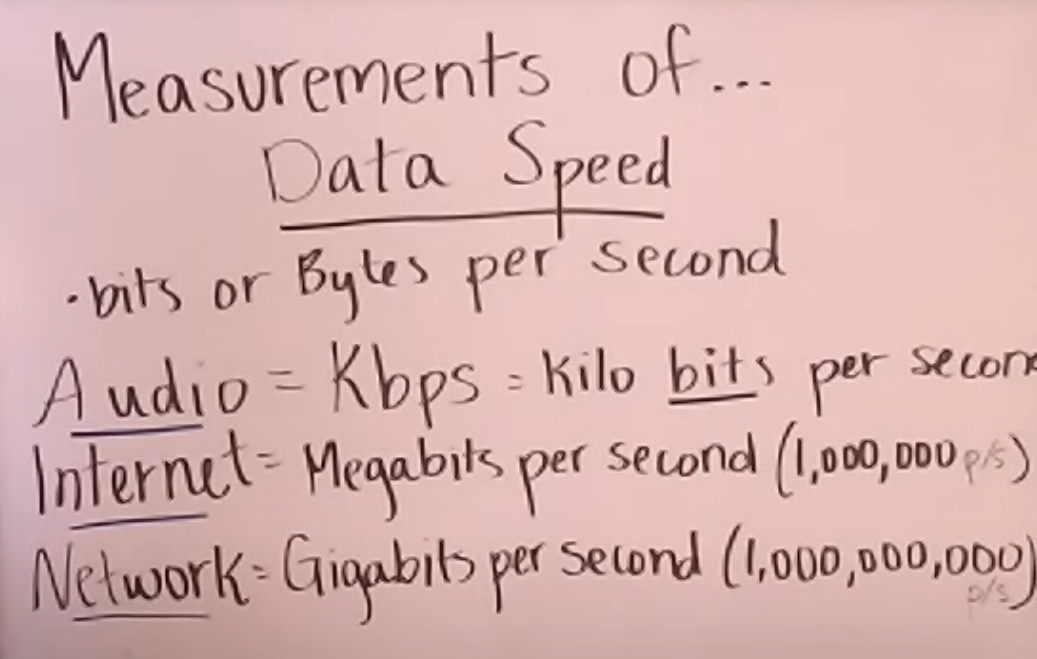 Measurements of...
Data Speed
·bits or Bytes per second
Audio = Kbps = Kilo bits per secon
Internet = Megabits per second (1,000,000 p/s)
Network = Gigabits per second (1,000,000,000)
p/s